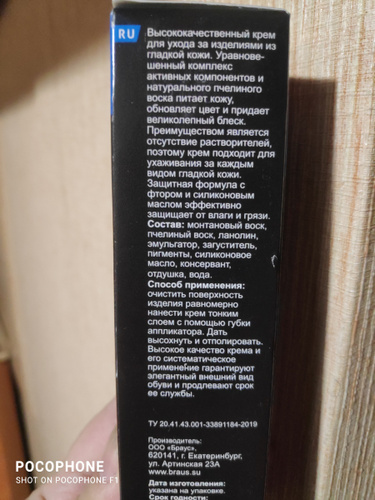 RU
Высококачественный крем
для ухода за изделиями из
гладкой кожи. Уравнове-
шенный комплекс
активных компонентов и
натурального пчелиного
воска питает кожу,
обновляет цвет и придает
великолепный блеск.
Преимуществом является
отсутствие растворителей,
поэтому крем подходит для
ухаживания за каждым
видом гладкой кожи.
Защитная формула с
фтором и силиконовым
маслом эффективно
защищает от влаги и грязи.
Состав: монтановый воск,
пчелиный воск, ланолин,
эмульгатор, загуститель,
пигменты, силиконовое
масло, консервант,
отдушка, вода.
Способ применения:
очистить поверхность
изделия равномерно
нанести крем тонким
слоем с помощью губки
аппликатора. Дать
высохнуть и отполировать.
Высокое качество крема и
его систематическое
применение гарантируют
элегантный внешний вид
обуви и продлевают срок
ее службы.
ТУ 20.41.43.001-33891184-2019
Производитель:
ООО «Браус».
620141, г. Екатеринбург,
ул. Артинская 23А
www.braus.su
Дата изготовления:
указана на упаковке.
Срок годности:
POCOPHONE
SHOT ON POCOPHONE F1